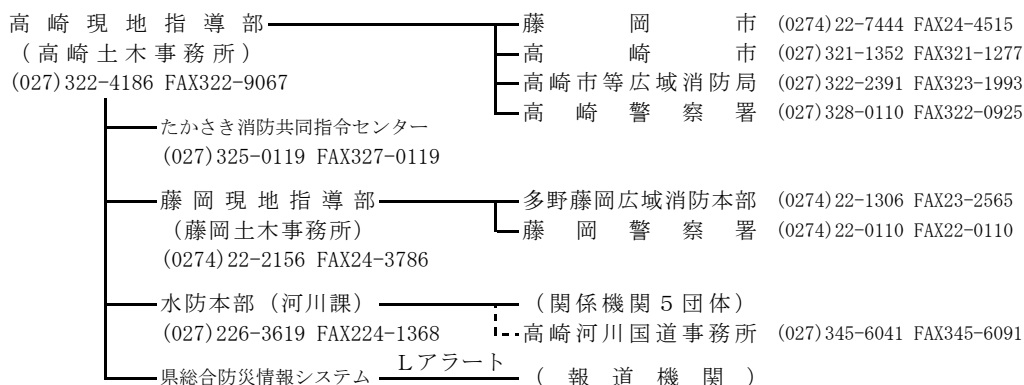 高崎現地指導部 藤岡市 (0274)22-7444 FAX24-4515
(高崎土木事務所) 高崎市 (027)321-1352 FAX321-1277
(027)322-4186 FAX322-9067 高崎市等広域消防局 (027)322-2391 FAX323-1993
高崎警察署 (027)328-0110 FAX322-0925
たかさき消防共同指令センター
(027)325-0119 FAX327-0119
藤岡現地指導部 多野藤岡広域消防本部 (0274)22-1306 FAX23-2565
(藤岡土木事務所) 藤岡警察署 (0274)22-0110 FAX22-0110
(0274)22-2156 FAX24-3786
水防本部(河川課) (関係機関5団体)
(027)226-3619 FAX224-1368 高崎河川国道事務所 (027)345-6041 FAX345-6091
県総合防災情報システム Lアラート (報道機関)